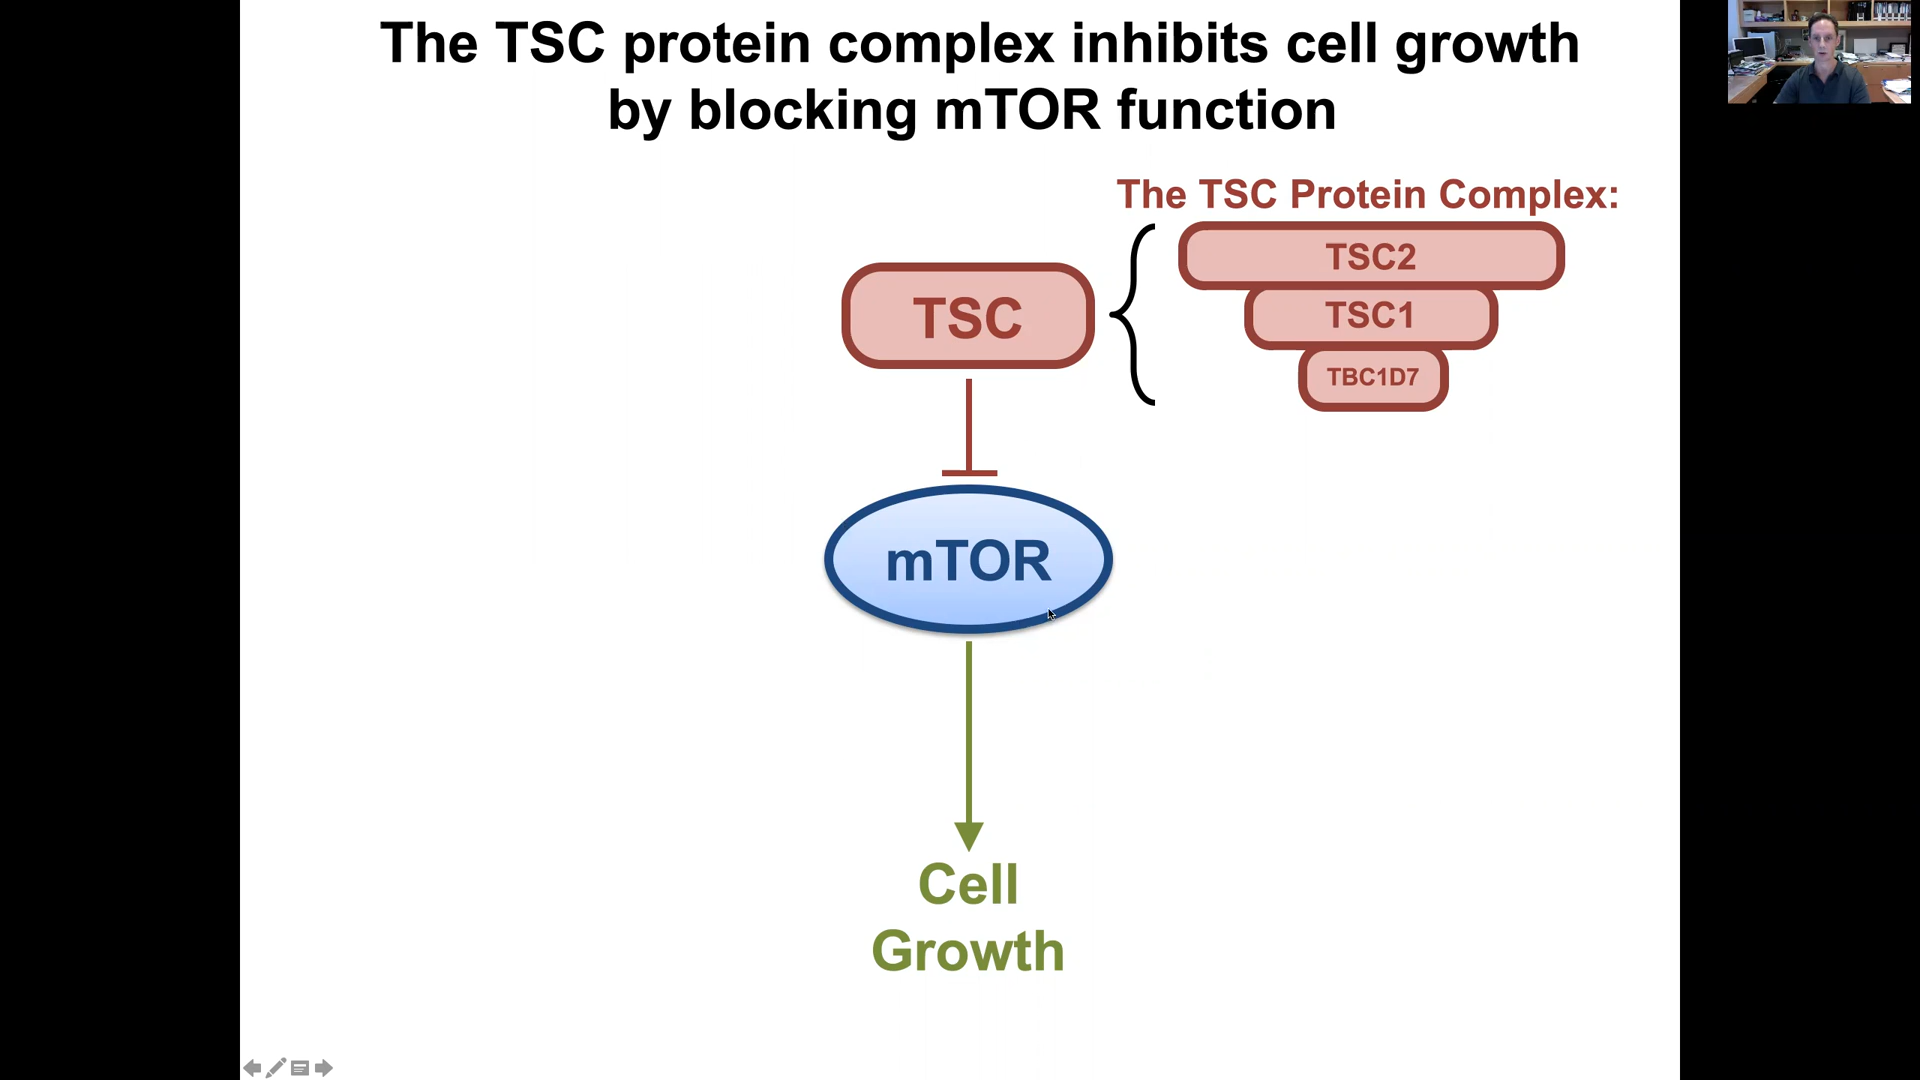 The TSC protein complex inhibits cell growth
by blocking mTOR function
The TSC Protein Complex:
TSC2
TSC1
TBC1D7
TSC
mTOR
Cell
Growth